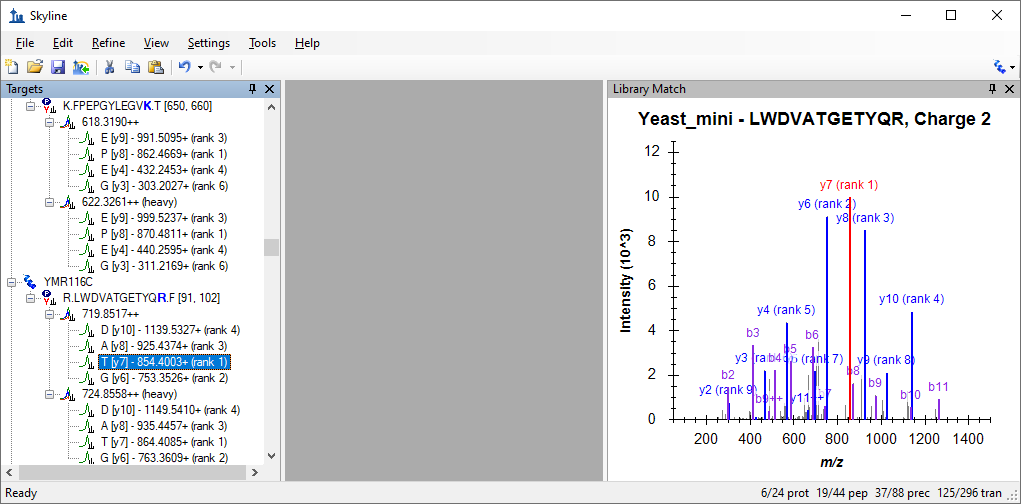 Skyline
File Edit Refine View Settings Tools Help
Targets
K.FPEPGYLEGVK.T [650, 660]
618.3190++
E [y9] - 991.5095+ (rank 3)
P [y8] - 862.4669+ (rank 1)
E [y4] - 432.2453+ (rank 4)
G [y3] - 303.2027+ (rank 6)
622.3261++ (heavy)
E [y9] - 999.5237+ (rank 3)
P [y8] - 870.4811+ (rank 1)
E [y4] - 440.2595+ (rank 4)
G [y3] - 311.2169+ (rank 6)
YMR116C
R.LWDVATGETYQR.F [91, 102]
719.8517++
D [y10] - 1139.5327+ (rank 4)
A [y8] - 925.4374+ (rank 3)
T [y7] - 854.4003+ (rank 1)
G [y6] - 753.3526+ (rank 2)
724.8558++ (heavy)
D [y10] - 1149.5410+ (rank 4)
A [y8] - 935.4457+ (rank 3)
T [y7] - 864.4085+ (rank 1)
G [y6] - 763.3609+ (rank 2)
Library Match
Yeast_mini - LWDVATGETYQR, Charge 2
Intensity (10^3)
12
10
8
6
4
2
0
y7 (rank 1)
y6 (rank 2)
y8 (rank 3)
y10 (rank 4)
y4 (rank 5)
b3
b6
b5
b4
y3
(rank 7)
y9 (rank 8)
b2
b8
y2 (rank 9)
b9++
y11++
b9
b10
b11
200 400 600 800 1000 1200 1400
m/z
Ready
6/24 prot 19/44 pep 37/88 prec 125/296 tran